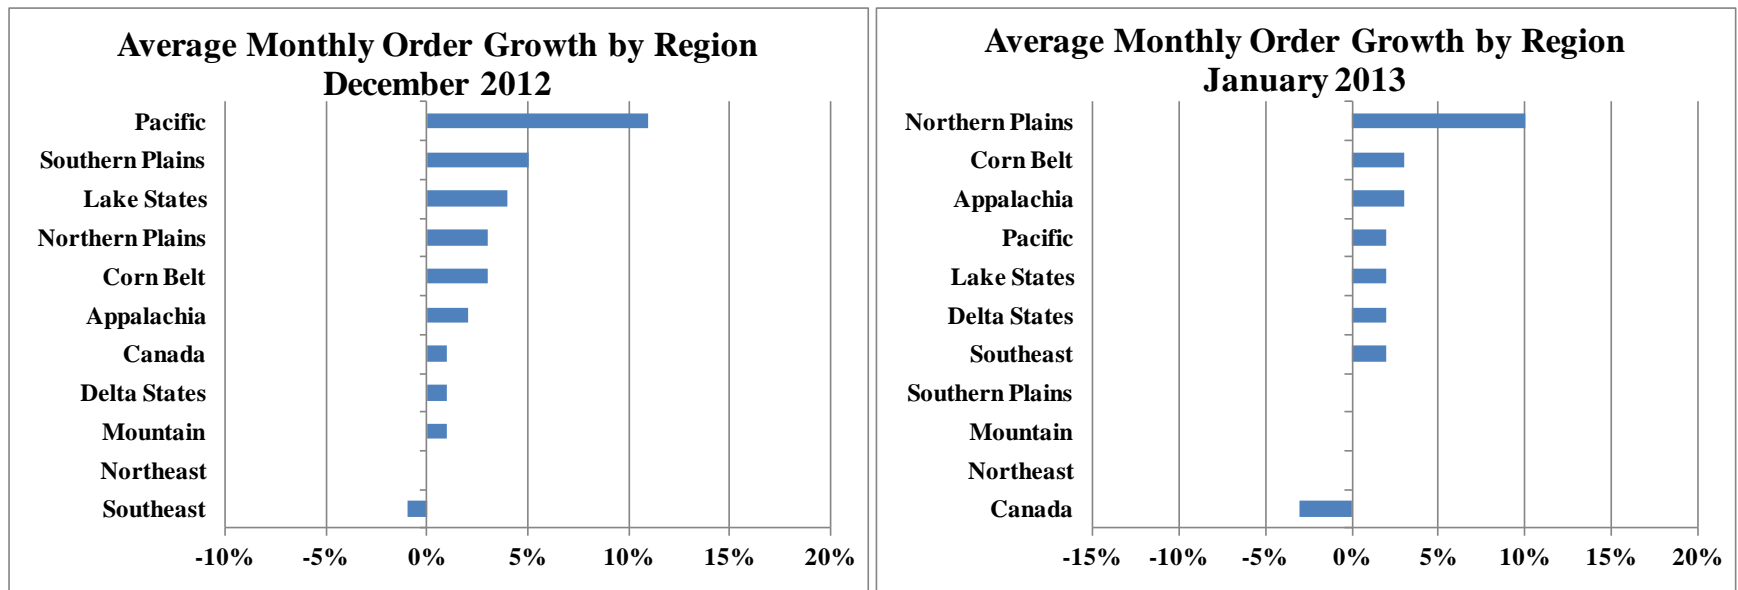 Average Monthly Order Growth by Region
December 2012
Pacific
Southern Plains
Lake States
Northern Plains
Corn Belt
Appalachia
Canada
Delta States
Mountain
Northeast
Southeast
-10% -5% 0% 5% 10% 15% 20%
Average Monthly Order Growth by Region
January 2013
Northern Plains
Corn Belt
Appalachia
Pacific
Lake States
Delta States
Southeast
Southern Plains
Mountain
Northeast
Canada
-15% -10% -5% 0% 5% 10% 15% 20%